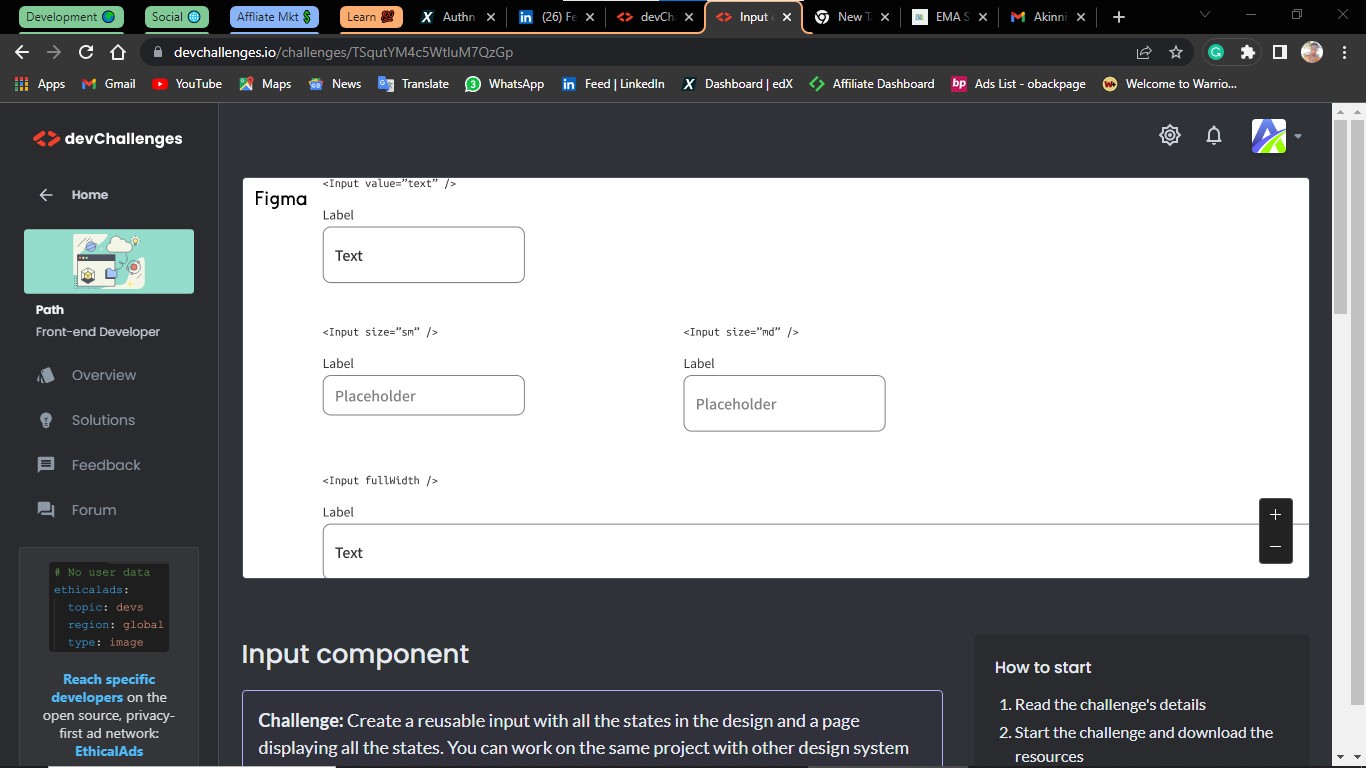 Development
Social
Affliate Mkt $
Learn
Authn
(26) Fe
devCh
Input
New T
EMA S
Akinni
devchallenges.io/challenges/TSqutYM4c5WtluM7QzGp
Apps
Gmail
YouTube
Maps
News
Translate
WhatsApp
Feed | LinkedIn
Dashboard | edX
Affiliate Dashboard
bp Ads List - obackpage
Welcome to Warrio...
devChallenges
Home
Path
Front-end Developer
Overview
Solutions
Feedback
Forum
# No user data
ethicalads:
topic: devs
region: global
type: image
Reach specific
developers on the
open source, privacy-
first ad network:
EthicalAds
Figma
<Input value=”text” />
Label
Text
<Input size=”sm” />
Label
Placeholder
<Input size=”md” />
Label
Placeholder
<Input fullWidth />
Label
Text
Input component
Challenge: Create a reusable input with all the states in the design and a page
displaying all the states. You can work on the same project with other design system
How to start
1. Read the challenge's details
2. Start the challenge and download the
resources